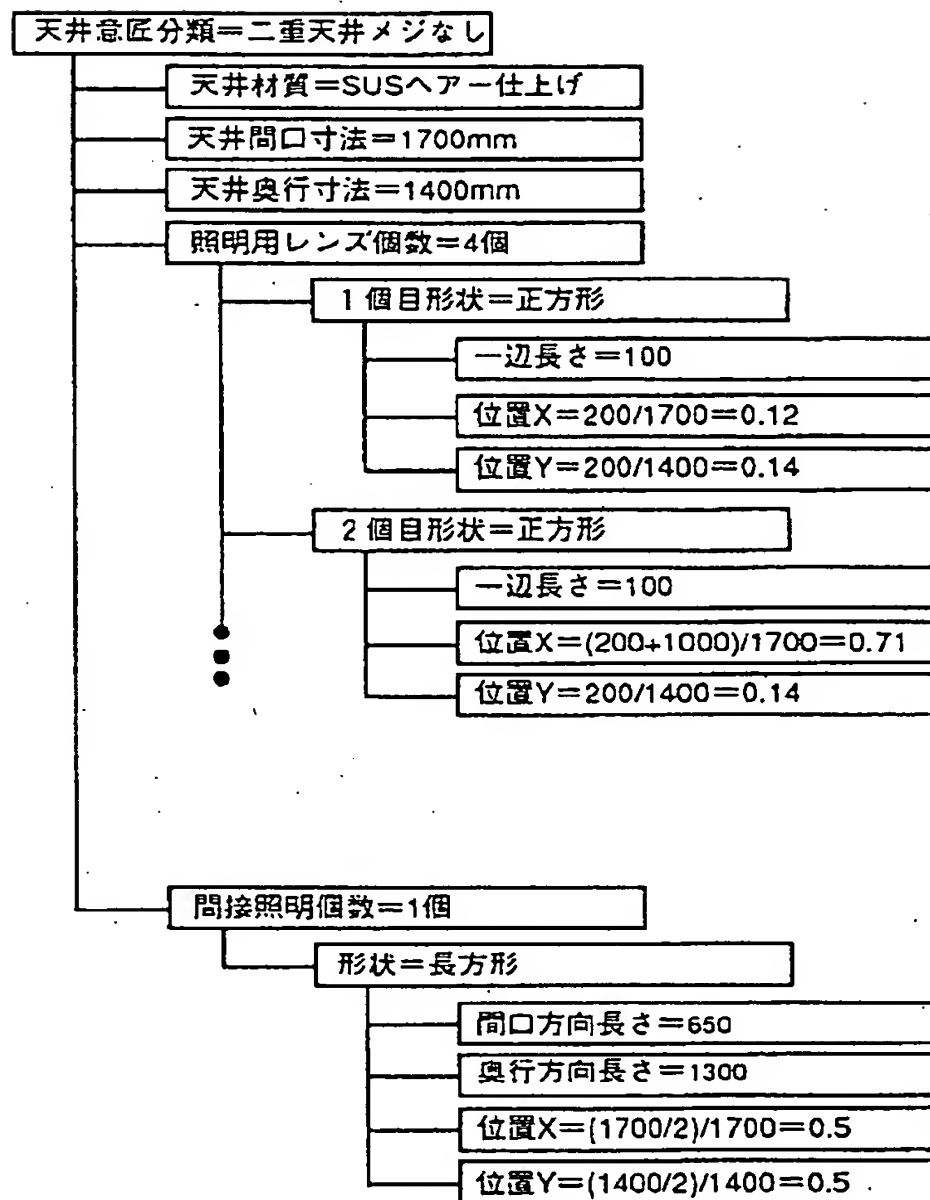 天井意匠分類＝二重天井メジなし
天井材質＝SUSヘアー仕上げ
天井間口寸法＝1700mm
天井奥行寸法＝1400mm
照明用レンズ個数＝4個
1個目形状＝正方形
一辺長さ＝100
位置X＝200/1700＝0.12
位置Y＝200/1400＝0.14
2個目形状＝正方形
一辺長さ＝100
位置X＝(200+1000)/1700＝0.71
位置Y＝200/1400＝0.14
間接照明個数＝1個
形状＝長方形
間口方向長さ＝650
奥行方向長さ＝1300
位置X＝(1700/2)/1700＝0.5
位置Y＝(1400/2)/1400＝0.5